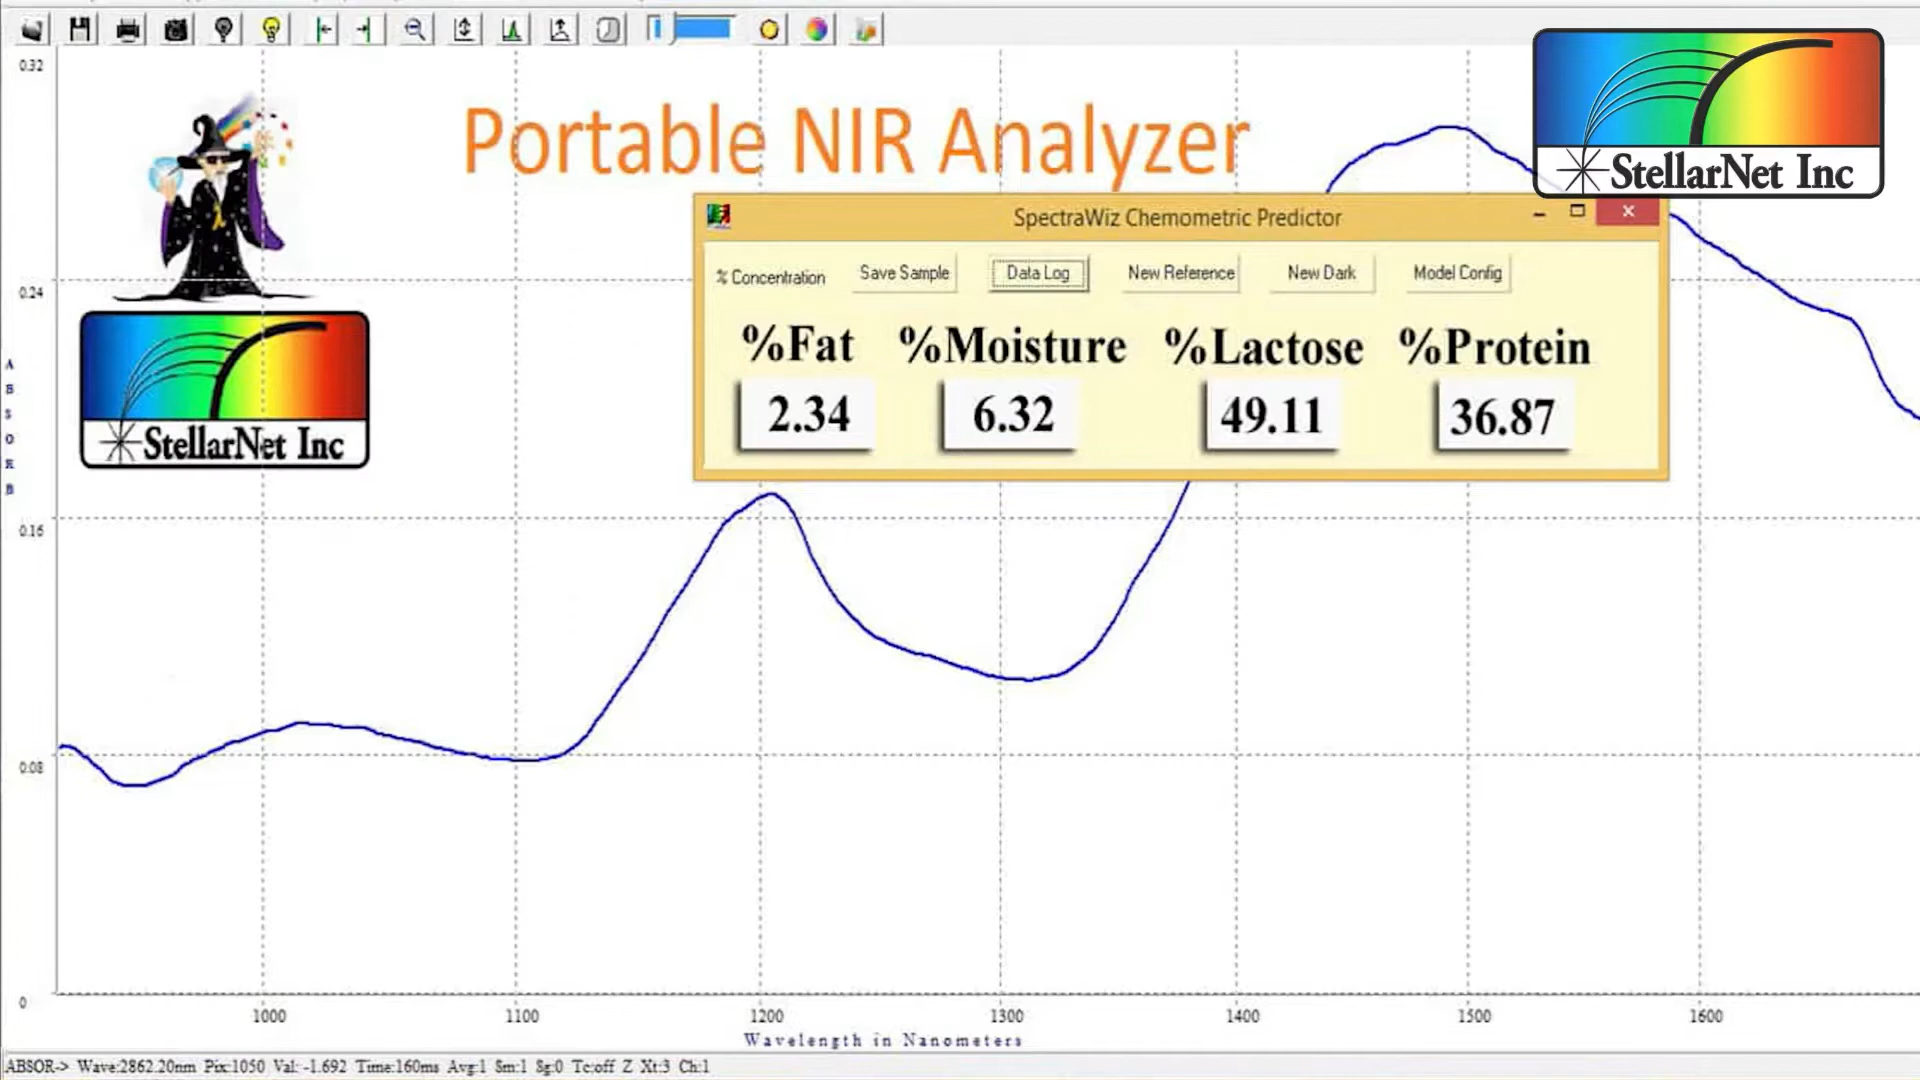 0.32
Portable NIR Analyzer
StellarNet Inc
SpectraWiz Chemometric Predictor
% Concentration Save Sample Data Log New Reference New Dark Model Config
0.24
%Fat %Moisture %Lactose %Protein
2.34 6.32 49.11 36.87
StellarNet Inc
ABSORB
0.16
0.08
0
1000 1100 1200 1300 1400 1500 1600
Wavelength in Nanometers
ABSOR-> Wave:2862.20nm Pix:1050 Val: -1.692 Time:160ms Avg:1 Sm:1 Sg:0 Tc:off Z Xt:3 Ch:1